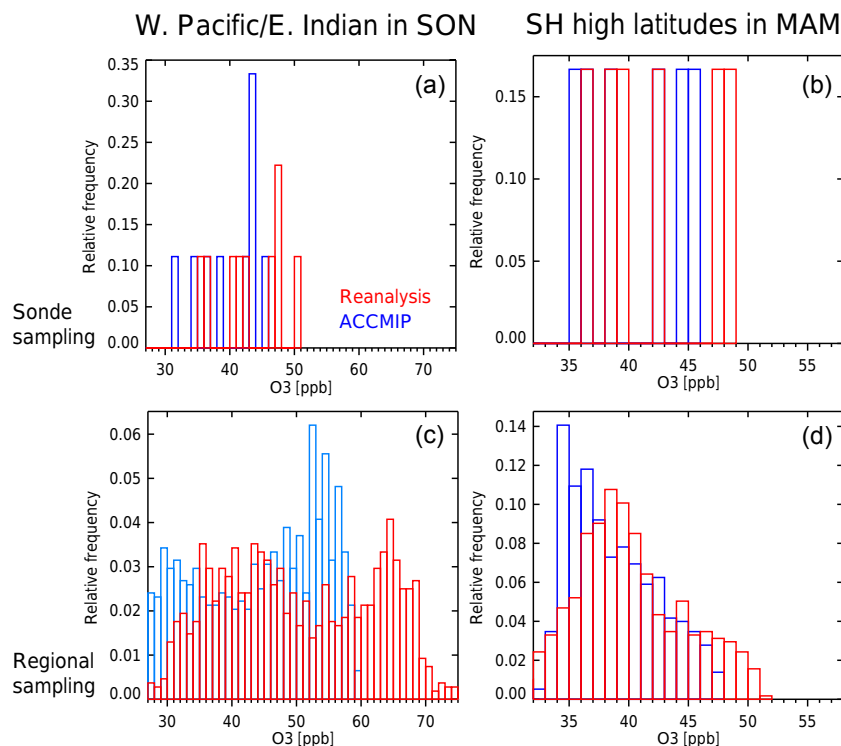 W. Pacific/E. Indian in SON
SH high latitudes in MAM
(a)
0.35
0.30
0.25
0.20
0.15
0.10
0.05
0.00
Relative frequency
30 40 50 60 70
O3 [ppb]
Reanalysis
ACCMIP
(b)
0.15
0.10
0.05
0.00
Relative frequency
35 40 45 50 55
O3 [ppb]
Sonde
sampling
(c)
0.06
0.05
0.04
0.03
0.02
0.01
0.00
Relative frequency
30 40 50 60 70
O3 [ppb]
(d)
0.14
0.12
0.10
0.08
0.06
0.04
0.02
0.00
Relative frequency
35 40 45 50 55
O3 [ppb]
Regional
sampling